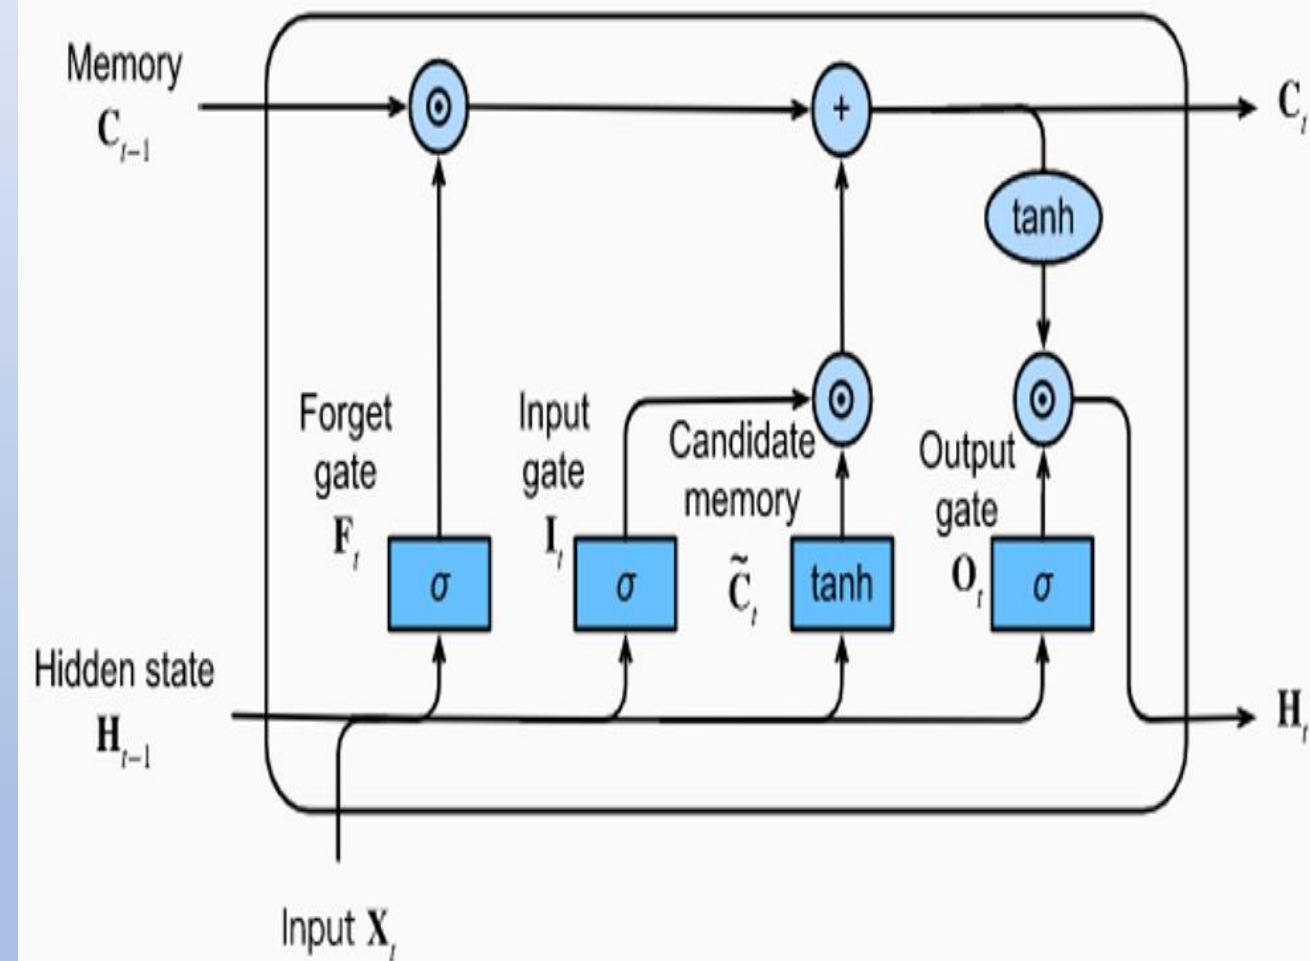 Memory
C_{t-1}
⊙
+
C_t
tanh
Forget
gate
F_t
Input
gate
I_t
Candidate
memory
C̃_t
⊙
Output
gate
O_t
⊙
σ
σ
tanh
σ
Hidden state
H_{t-1}
H_t
Input X_t